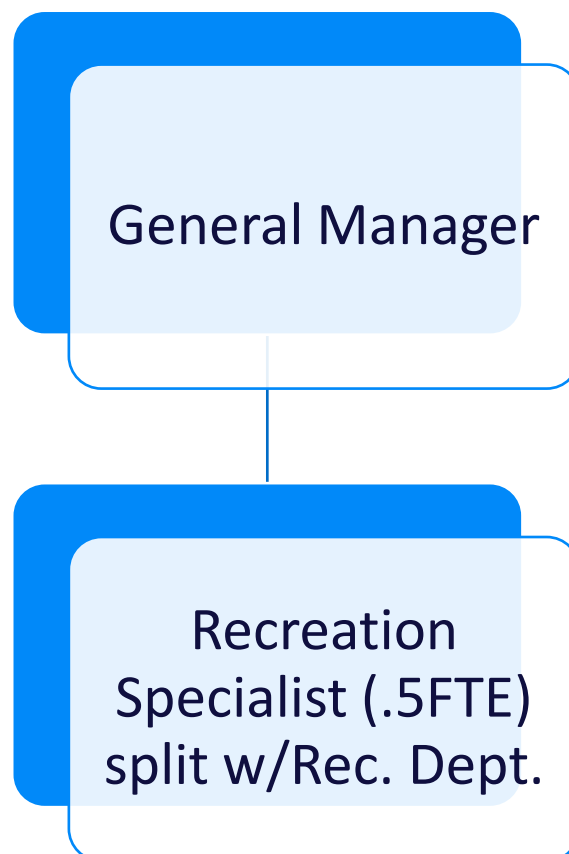 General Manager
Recreation
Specialist (.5FTE)
split w/Rec. Dept.